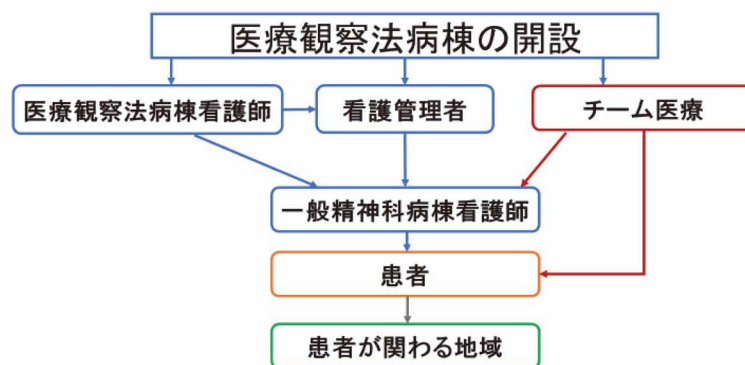 医療観察法病棟の開設
医療観察法病棟看護師
看護管理者
チーム医療
一般精神科病棟看護師
患者
患者が関わる地域